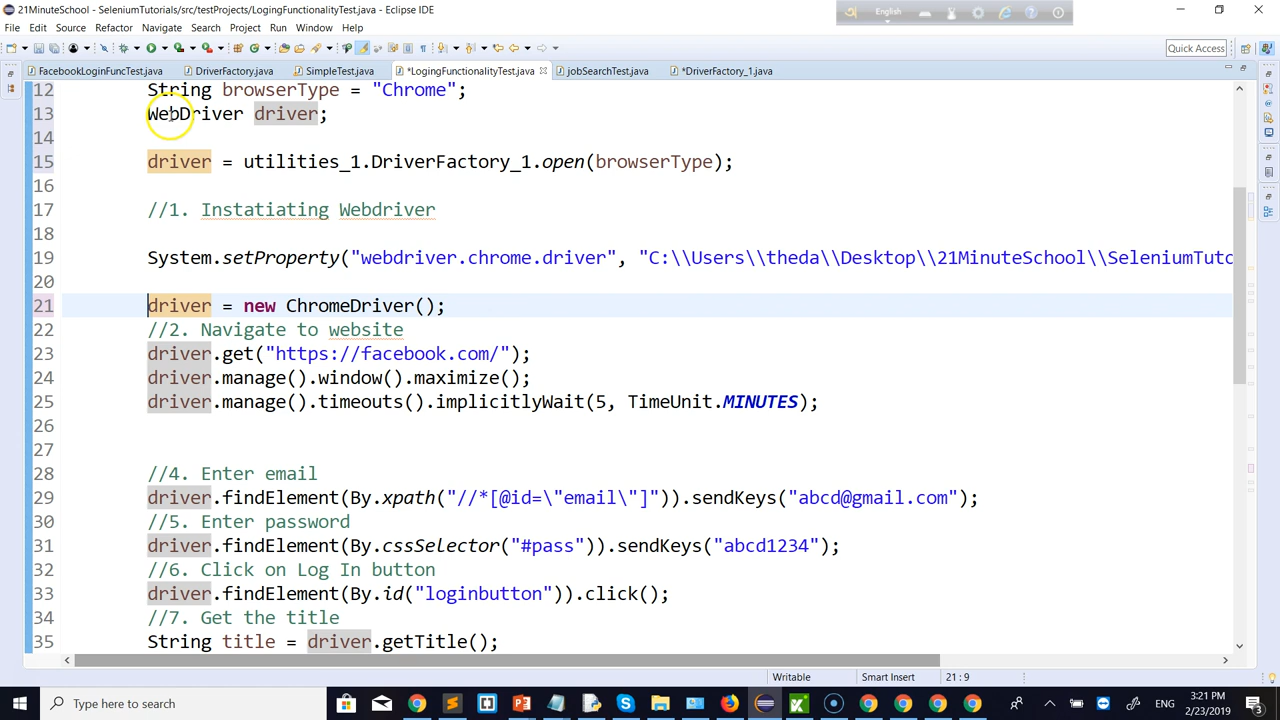 21MinuteSchool - SeleniumTutorials/src/testProjects/LogingFunctionalityTest.java - Eclipse IDE
English
File Edit Source Refactor Navigate Search Project Run Window Help
Quick Access
FacebookLoginFuncTest.java DriverFactory.java SimpleTest.java *LogingFunctionalityTest.java jobSearchTest.java *DriverFactory_1.java
12 String browserType = "Chrome";
13 WebDriver driver;
14
15 driver = utilities_1.DriverFactory_1.open(browserType);
16
17 //1. Instatiating Webdriver
18
19 System.setProperty("webdriver.chrome.driver", "C:\\Users\\theda\\Desktop\\21MinuteSchool\\SeleniumTuto
20
21 driver = new ChromeDriver();
22 //2. Navigate to website
23 driver.get("https://facebook.com/");
24 driver.manage().window().maximize();
25 driver.manage().timeouts().implicitlyWait(5, TimeUnit.MINUTES);
26
27
28 //4. Enter email
29 driver.findElement(By.xpath("//*[@id=\"email\"]")).sendKeys("abcd@gmail.com");
30 //5. Enter password
31 driver.findElement(By.cssSelector("#pass")).sendKeys("abcd1234");
32 //6. Click on Log In button
33 driver.findElement(By.id("loginbutton")).click();
34 //7. Get the title
35 String title = driver.getTitle();
Writable Smart Insert 21 : 9
Type here to search
ENG 3:21 PM
2/23/2019
3